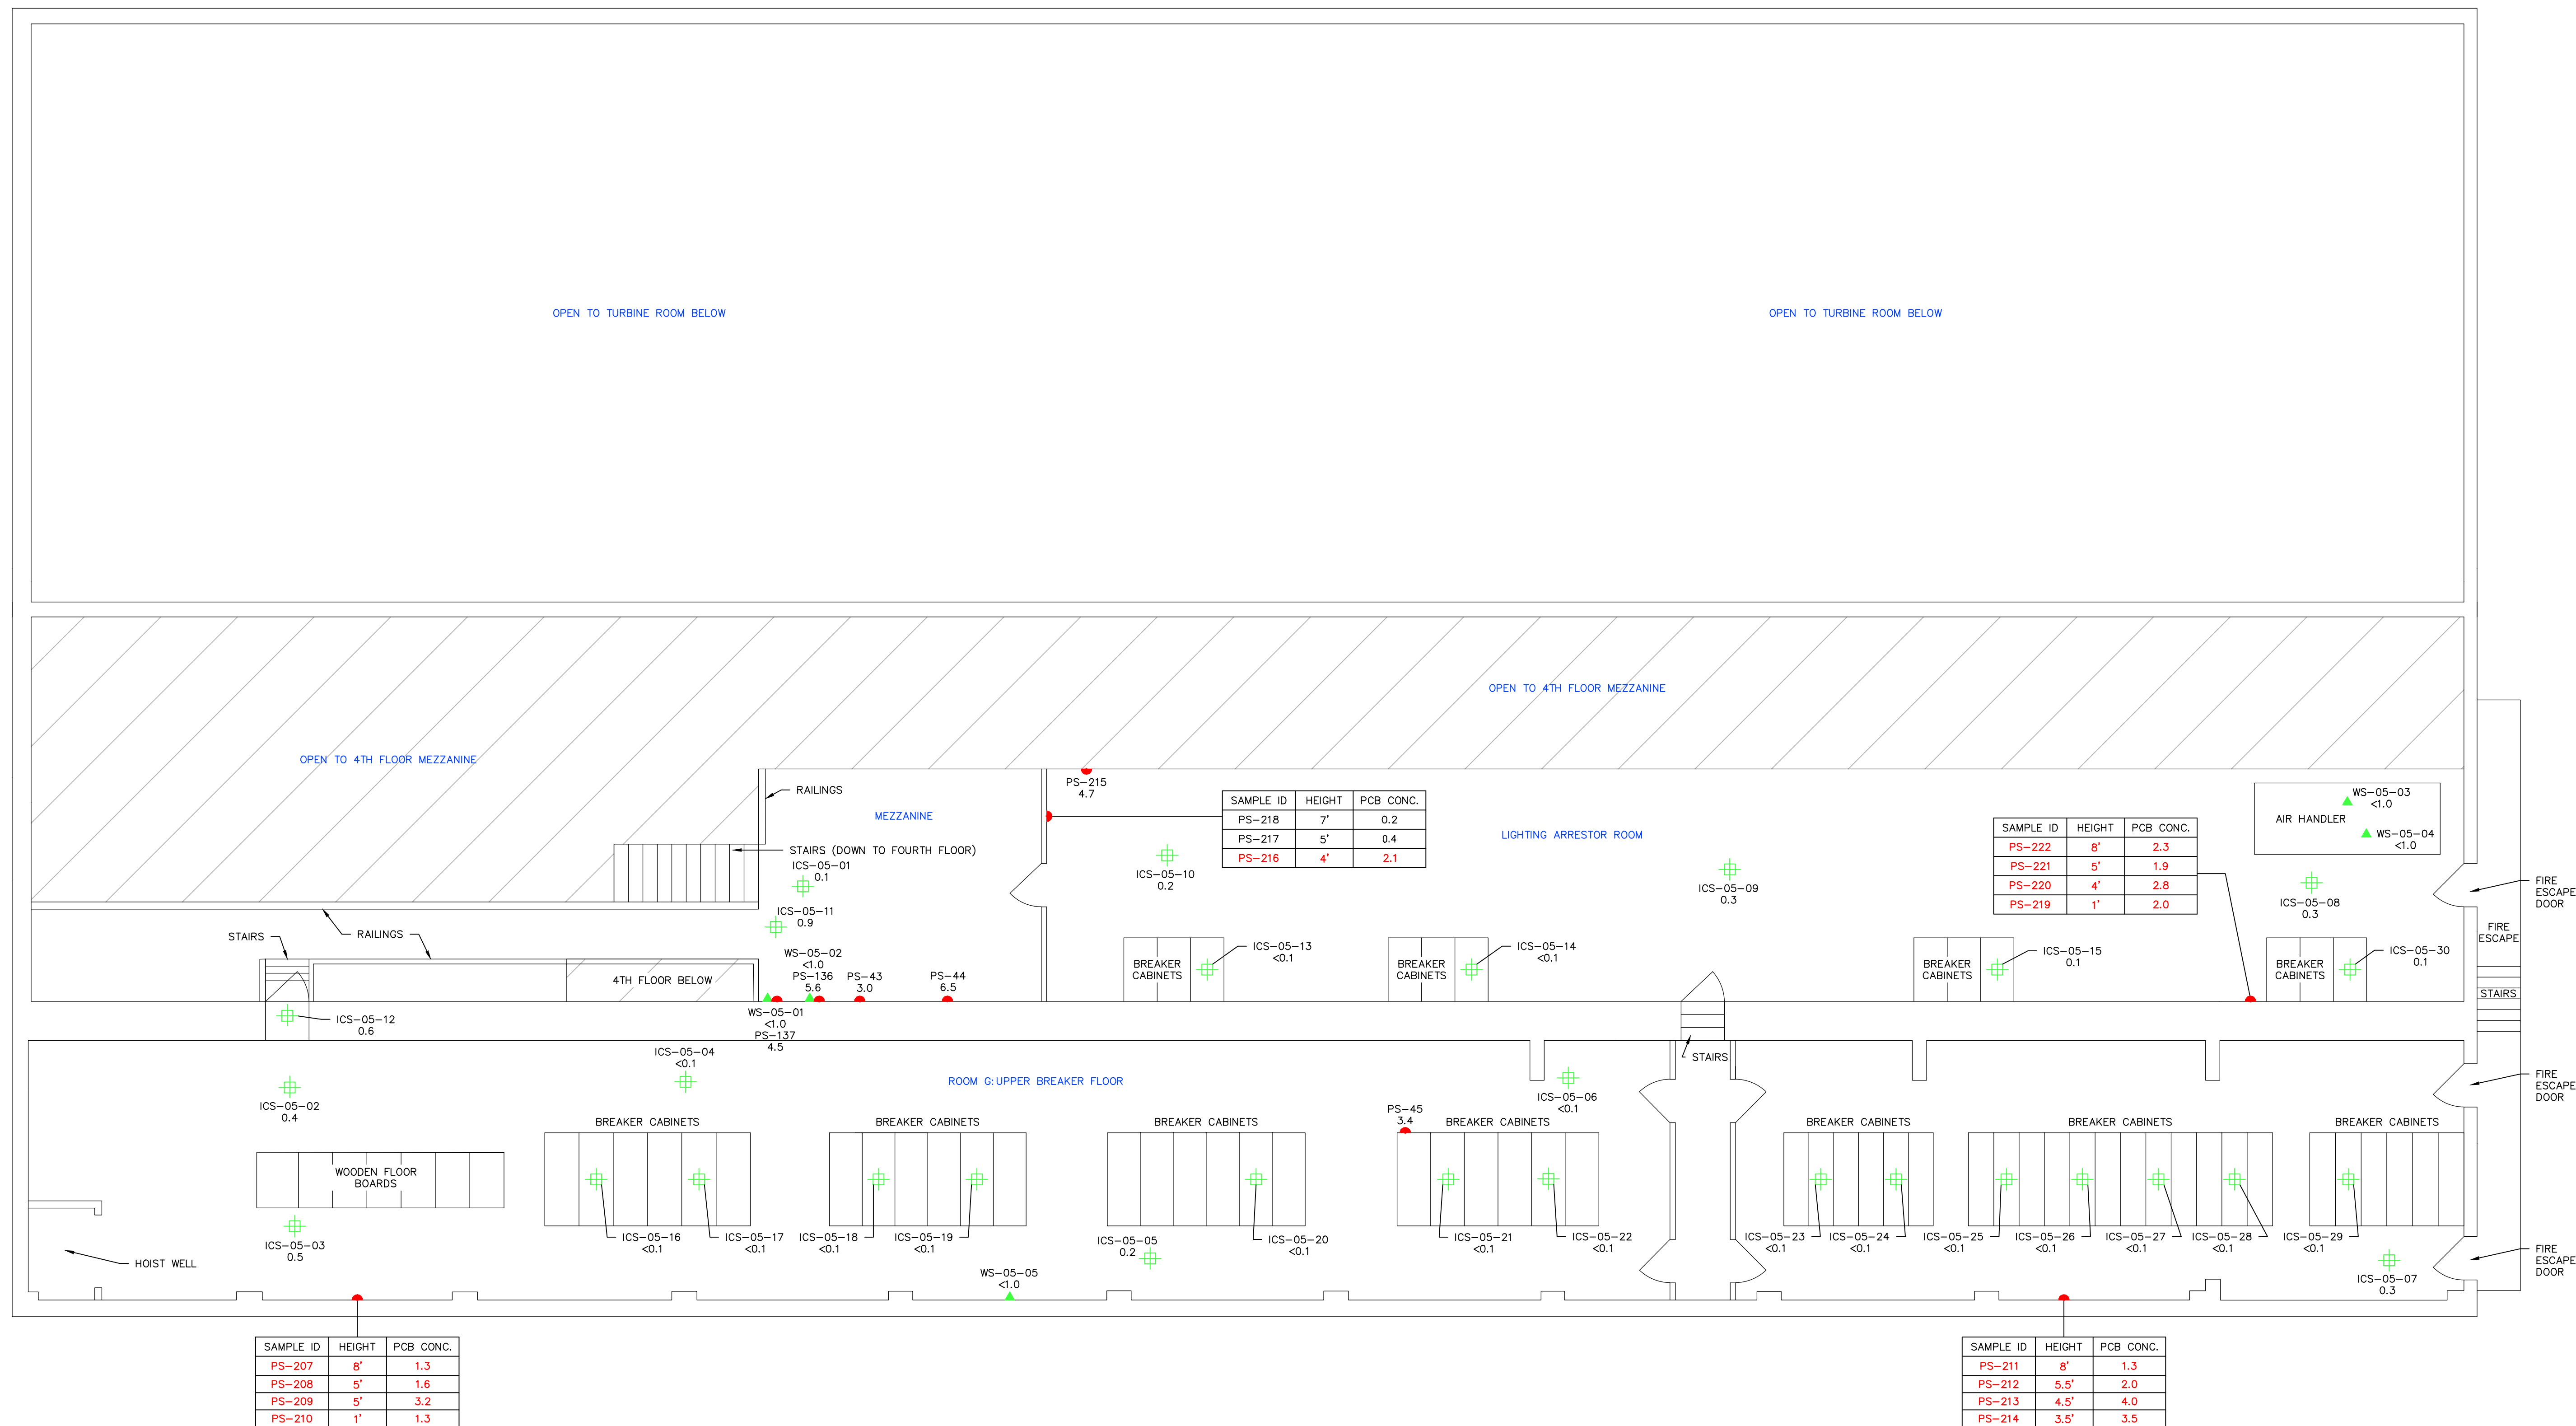 OPEN TO TURBINE ROOM BELOW
OPEN TO TURBINE ROOM BELOW
OPEN TO 4TH FLOOR MEZZANINE
OPEN TO 4TH FLOOR MEZZANINE
RAILINGS
MEZZANINE
STAIRS (DOWN TO FOURTH FLOOR)
ICS-05-01
0.1
ICS-05-11
0.9
STAIRS
RAILINGS
4TH FLOOR BELOW
WS-05-02
<1.0
PS-136
5.6
PS-43
3.0
PS-44
6.5
WS-05-01
<1.0
PS-137
4.5
ICS-05-12
0.6
PS-215
4.7
SAMPLE ID HEIGHT PCB CONC.
PS-218 7' 0.2
PS-217 5' 0.4
PS-216 4' 2.1
LIGHTING ARRESTOR ROOM
ICS-05-10
0.2
ICS-05-09
0.3
SAMPLE ID HEIGHT PCB CONC.
PS-222 8' 2.3
PS-221 5' 1.9
PS-220 4' 2.8
PS-219 1' 2.0
WS-05-03
<1.0
AIR HANDLER
WS-05-04
<1.0
ICS-05-08
0.3
FIRE
ESCAPE
DOOR
FIRE
ESCAPE
STAIRS
BREAKER
CABINETS
ICS-05-13
<0.1
BREAKER
CABINETS
ICS-05-14
<0.1
BREAKER
CABINETS
ICS-05-15
0.1
BREAKER
CABINETS
ICS-05-30
0.1
STAIRS
ICS-05-04
<0.1
ROOM G: UPPER BREAKER FLOOR
ICS-05-02
0.4
ICS-05-06
<0.1
PS-45
3.4
FIRE
ESCAPE
DOOR
BREAKER CABINETS
BREAKER CABINETS
BREAKER CABINETS
BREAKER CABINETS
BREAKER CABINETS
BREAKER CABINETS
BREAKER CABINETS
WOODEN FLOOR
BOARDS
ICS-05-03
0.5
HOIST WELL
ICS-05-16
<0.1
ICS-05-17
<0.1
ICS-05-18
<0.1
ICS-05-19
<0.1
ICS-05-05
0.2
ICS-05-20
<0.1
ICS-05-21
<0.1
ICS-05-22
<0.1
ICS-05-23
<0.1
ICS-05-24
<0.1
ICS-05-25
<0.1
ICS-05-26
<0.1
ICS-05-27
<0.1
ICS-05-28
<0.1
ICS-05-29
<0.1
ICS-05-07
0.3
FIRE
ESCAPE
DOOR
WS-05-05
<1.0
SAMPLE ID HEIGHT PCB CONC.
PS-207 8' 1.3
PS-208 5' 1.6
PS-209 5' 3.2
PS-210 1' 1.3
SAMPLE ID HEIGHT PCB CONC.
PS-211 8' 1.3
PS-212 5.5' 2.0
PS-213 4.5' 4.0
PS-214 3.5' 3.5